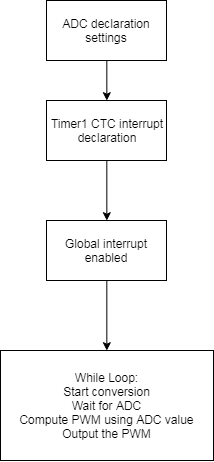 ADC declaration
settings
Timer1 CTC interrupt
declaration
Global interrupt
enabled
While Loop:
Start conversion
Wait for ADC
Compute PWM using ADC value
Output the PWM